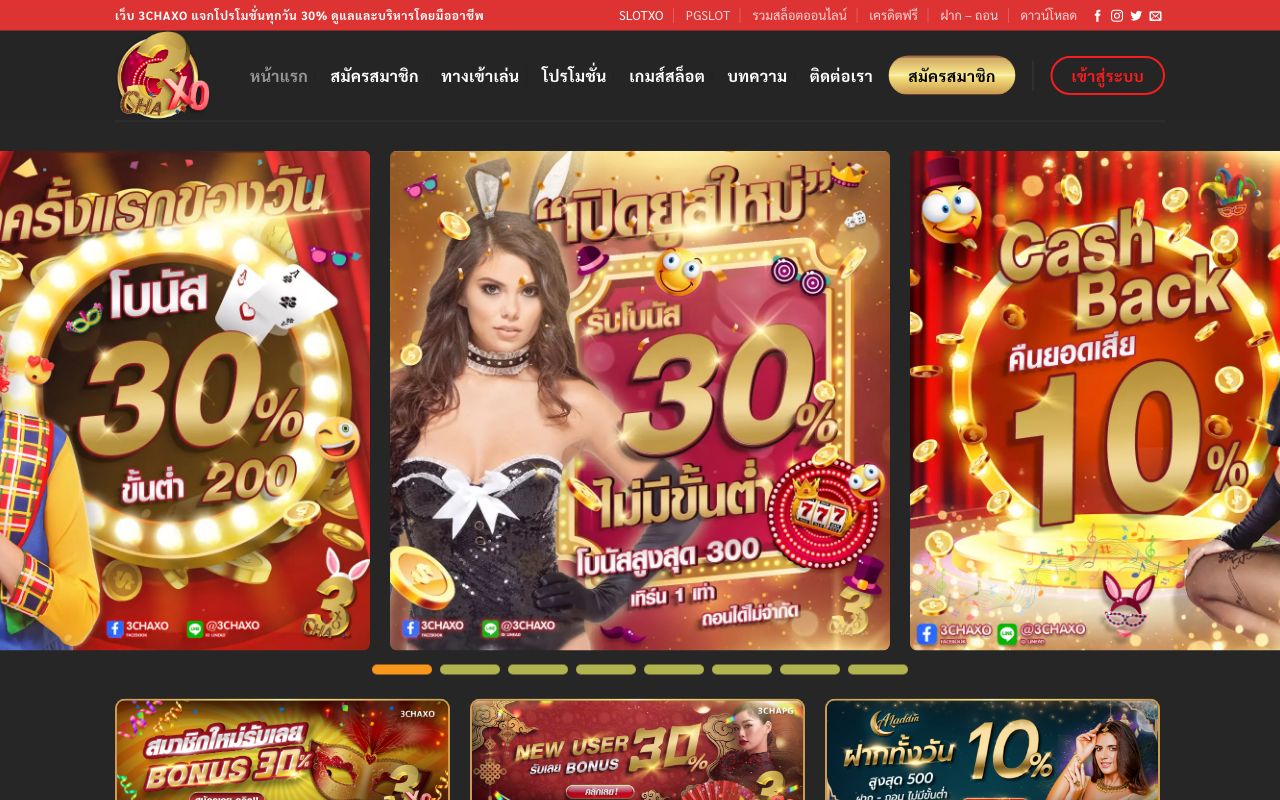 เว็บ 3CHAXO แจกโปรโมชั่นทุกวัน 30% ดูแลและบริหารโดยมืออาชีพ
SLOTXO
PGSLOT
รวมสล็อตออนไลน์
เครดิตฟรี
ฝาก – ถอน
ดาวน์โหลด
3
CHA XO
หน้าแรก
สมัครสมาชิก
ทางเข้าเล่น
โปรโมชั่น
เกมส์สล็อต
บทความ
ติดต่อเรา
สมัครสมาชิก
เข้าสู่ระบบ
ครั้งแรกของวัน
โบนัส
30%
ขั้นต่ำ 200
3CHAXO
FACEBOOK
@3CHAXO
3
CHA
"เปิดยูสใหม่"
รับโบนัส
30%
ไม่มีขั้นต่ำ
777
โบนัสสูงสุด 300
เทิร์น 1 เท่า
ถอนได้ไม่จำกัด
3CHAXO
FACEBOOK
@3CHAXO
3
CHA
Cash
Back
คืนยอดเสีย
10%
3CHAXO
@3CHAXO
3CHAXO
สมาชิกใหม่รับเลย
BONUS 30%
3 XO
3CHAPG
NEW USER 30%
รับเลย BONUS
คลิกเลย!
3
Aladdin
ฝากทั้งวัน 10%
สูงสุด 500
ฝาก - ถอน ไม่มีขั้นต่ำ